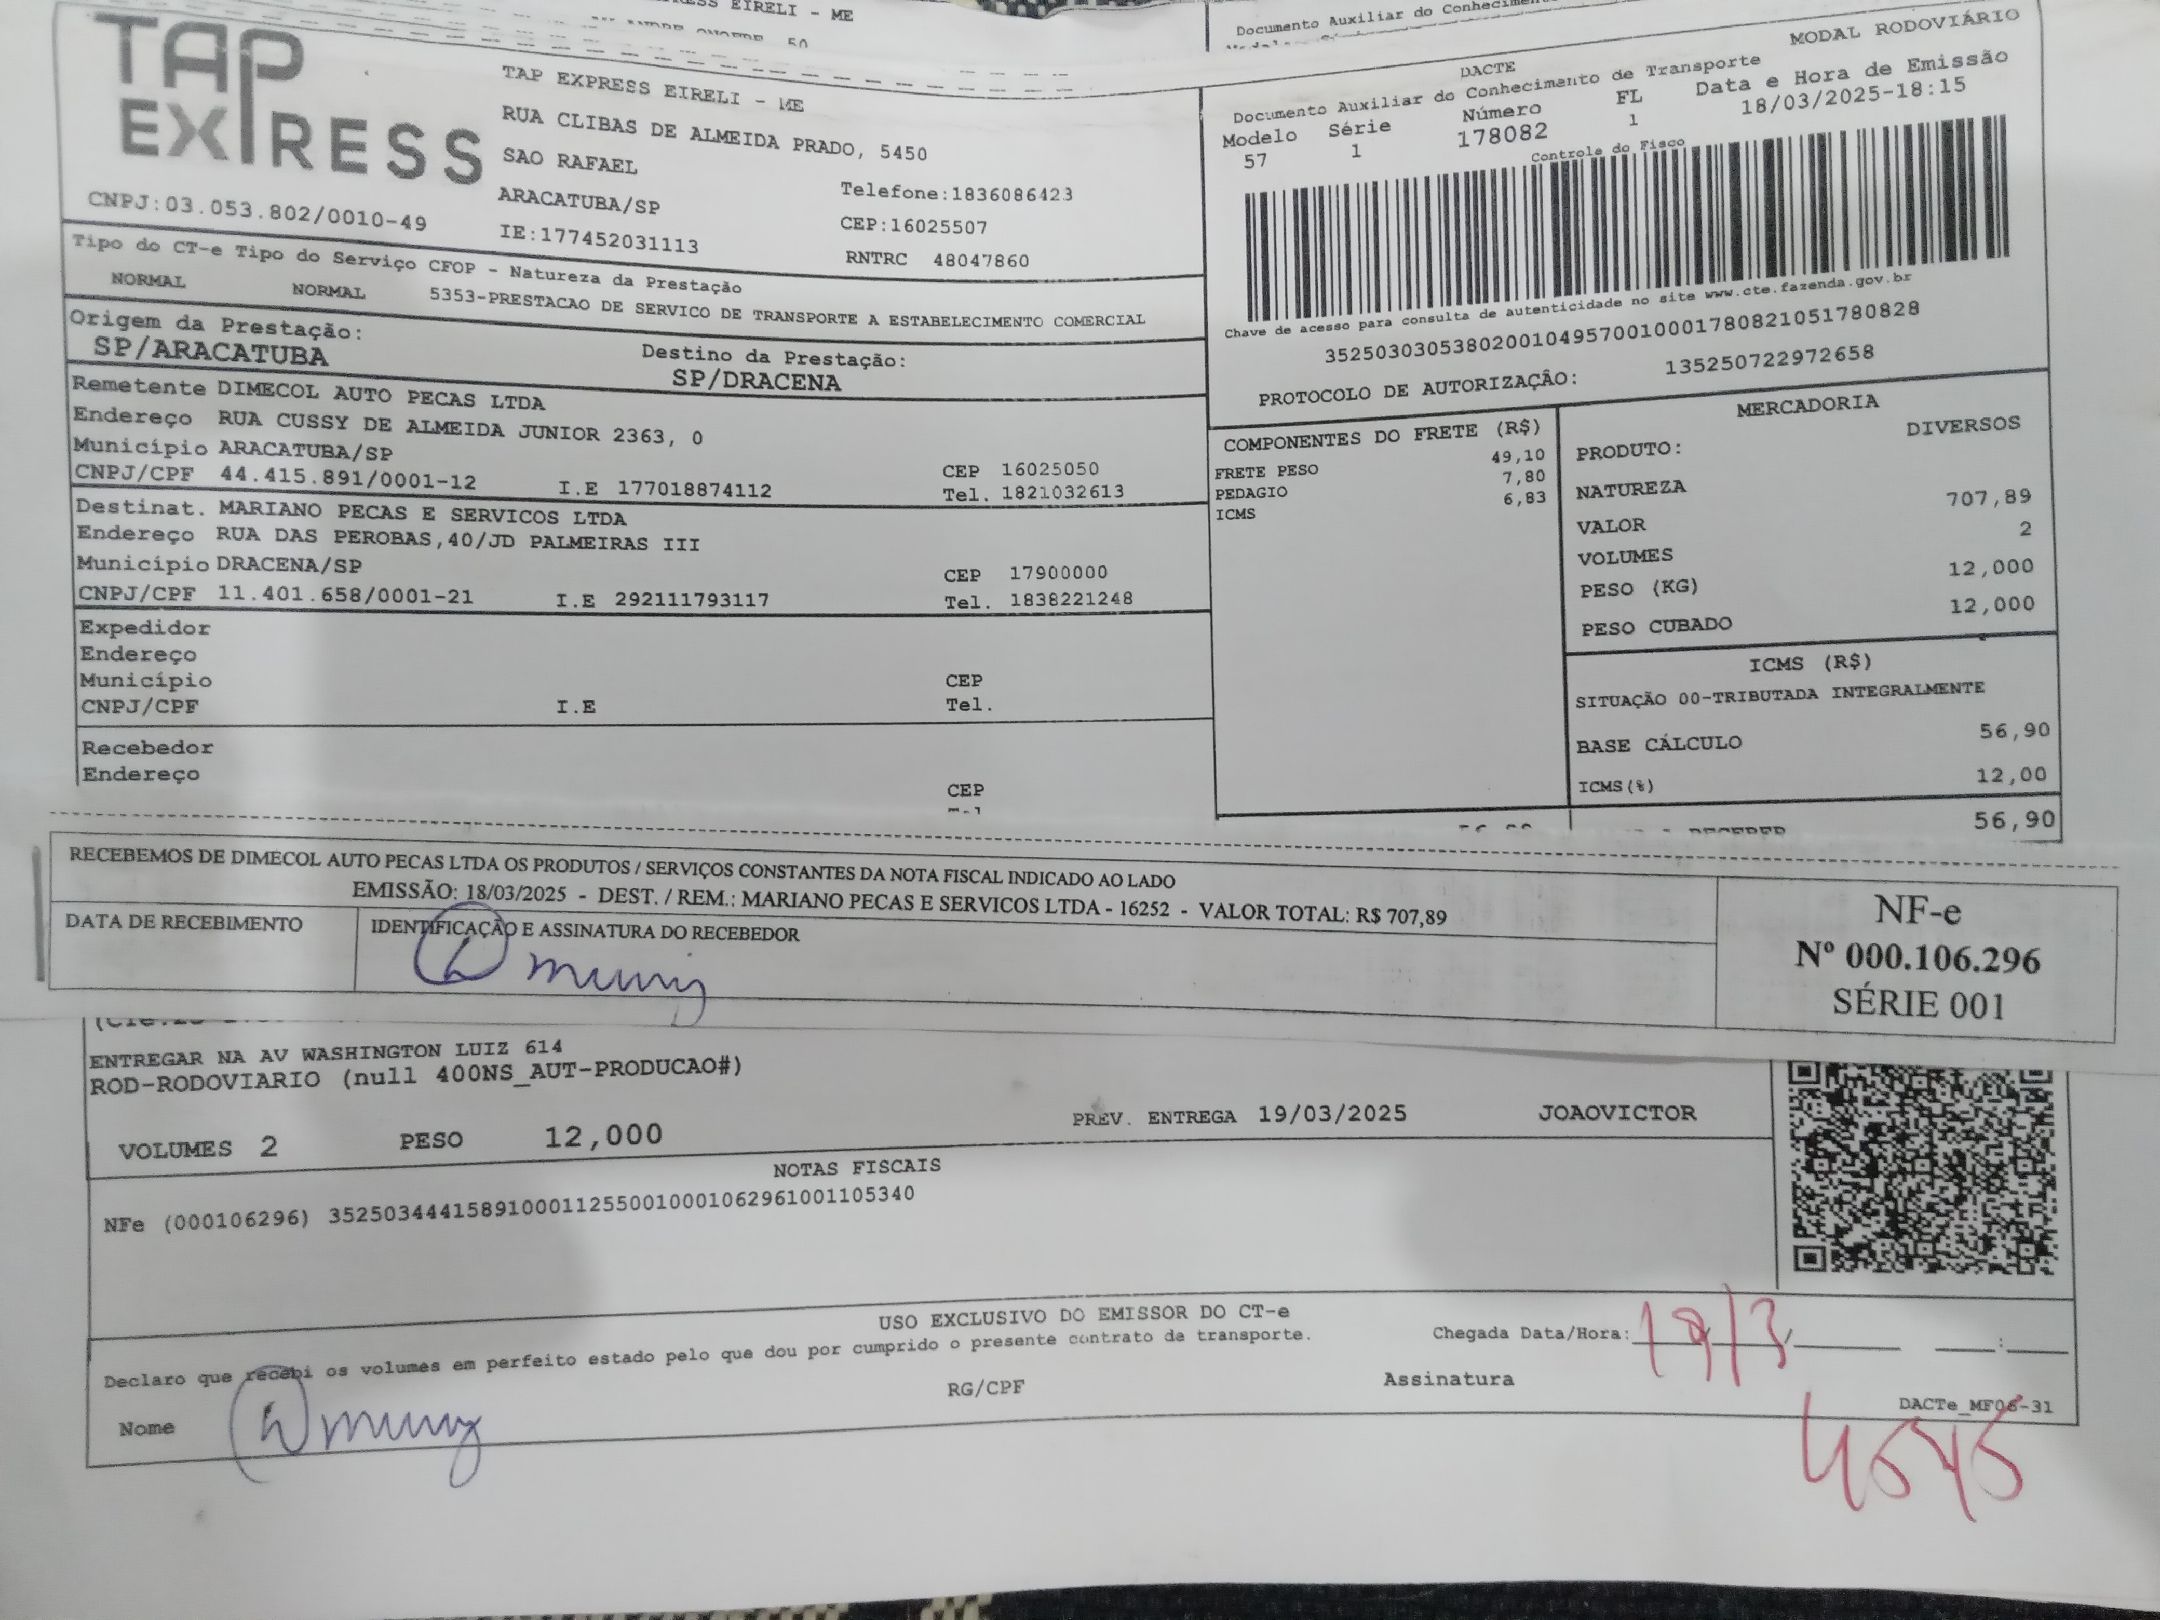 ESS EIRELI - ME
Documento Auxiliar do Conhecimento
TAP EXPRESS
TAP EXPRESS EIRELI - ME
RUA CLIBAS DE ALMEIDA PRADO, 5450
SAO RAFAEL
ARACATUBA/SP
Telefone:1836086423
CEP:16025507
CNPJ:03.053.802/0010-49
IE:177452031113
RNTRC 48047860
MODAL RODOVIÁRIO
DACTE
Documento Auxiliar do Conhecimento de Transporte
Modelo Série Número FL Data e Hora de Emissão
57 1 178082 1 18/03/2025-18:15
Controle do Fisco
Chave de acesso para consulta de autenticidade no site www.cte.fazenda.gov.br
35250303053802001049570010001780821051780828
PROTOCOLO DE AUTORIZAÇÃO: 135250722972658
Tipo do CT-e Tipo do Serviço CFOP - Natureza da Prestação
NORMAL NORMAL 5353-PRESTACAO DE SERVICO DE TRANSPORTE A ESTABELECIMENTO COMERCIAL
Origem da Prestação: Destino da Prestação:
SP/ARACATUBA SP/DRACENA
Remetente DIMECOL AUTO PECAS LTDA
Endereço RUA CUSSY DE ALMEIDA JUNIOR 2363, 0
Município ARACATUBA/SP CEP 16025050
CNPJ/CPF 44.415.891/0001-12 I.E 177018874112 Tel. 1821032613
Destinat. MARIANO PECAS E SERVICOS LTDA
Endereço RUA DAS PEROBAS,40/JD PALMEIRAS III
Município DRACENA/SP CEP 17900000
CNPJ/CPF 11.401.658/0001-21 I.E 292111793117 Tel. 1838221248
Expedidor
Endereço
Município CEP
CNPJ/CPF I.E Tel.
Recebedor
Endereço
CEP
COMPONENTES DO FRETE (R$)
FRETE PESO 49,10
PEDAGIO 7,80
ICMS 6,83
MERCADORIA
PRODUTO: DIVERSOS
NATUREZA
VALOR 707,89
VOLUMES 2
PESO (KG) 12,000
PESO CUBADO 12,000
ICMS (R$)
SITUAÇÃO 00-TRIBUTADA INTEGRALMENTE
BASE CÁLCULO 56,90
ICMS(%) 12,00
56,90
RECEBEMOS DE DIMECOL AUTO PECAS LTDA OS PRODUTOS / SERVIÇOS CONSTANTES DA NOTA FISCAL INDICADO AO LADO
EMISSÃO: 18/03/2025 - DEST. / REM.: MARIANO PECAS E SERVICOS LTDA - 16252 - VALOR TOTAL: R$ 707,89
DATA DE RECEBIMENTO IDENTIFICAÇÃO E ASSINATURA DO RECEBEDOR
NF-e
Nº 000.106.296
SÉRIE 001
ENTREGAR NA AV WASHINGTON LUIZ 614
ROD-RODOVIARIO (null 400NS_AUT-PRODUCAO#)
VOLUMES 2 PESO 12,000 PREV. ENTREGA 19/03/2025 JOAOVICTOR
NOTAS FISCAIS
NFe (000106296) 35250344415891000112550010001062961001105340
USO EXCLUSIVO DO EMISSOR DO CT-e
Declaro que recebi os volumes em perfeito estado pelo que dou por cumprido o presente contrato de transporte.
Chegada Data/Hora: 19/3
Nome RG/CPF Assinatura
DACTe_MF06-31
4545